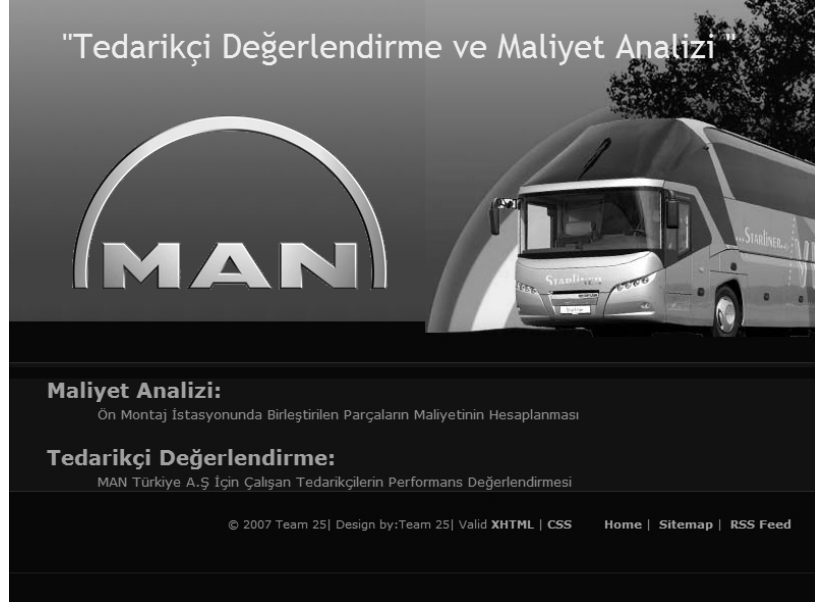 "Tedarikçi Değerlendirme ve Maliyet Analizi "
MAN
STARLINER
STARLINER
Maliyet Analizi:
Ön Montaj İstasyonunda Birleştirilen Parçaların Maliyetinin Hesaplanması
Tedarikçi Değerlendirme:
MAN Türkiye A.Ş İçin Çalışan Tedarikçilerin Performans Değerlendirmesi
© 2007 Team 25| Design by:Team 25| Valid XHTML | CSS Home | Sitemap | RSS Feed